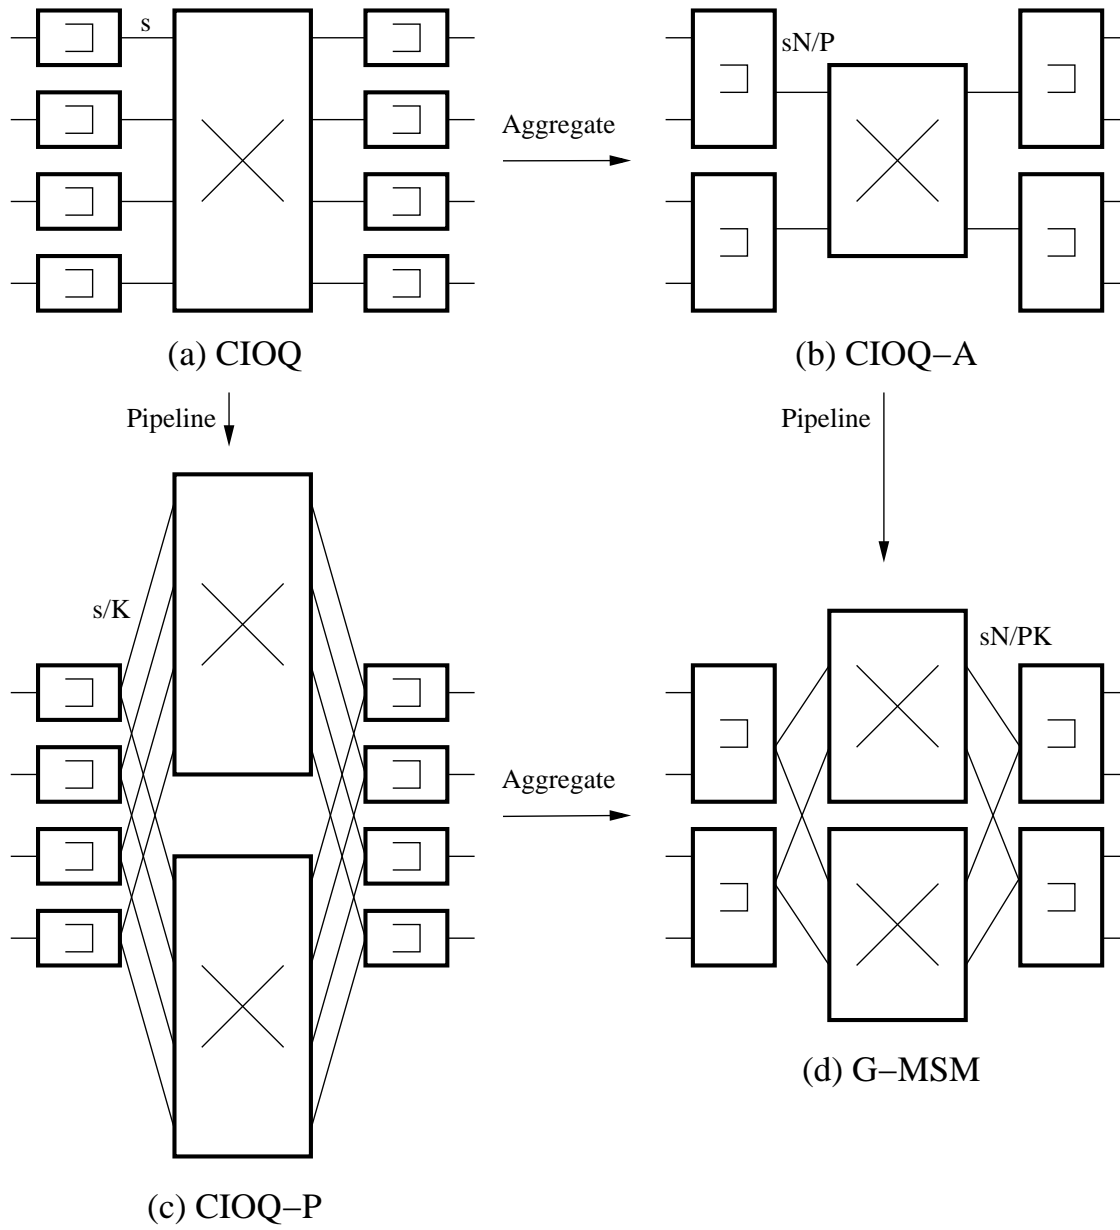 s
sN/P
Aggregate
(a) CIOQ
(b) CIOQ−A
Pipeline
Pipeline
s/K
sN/PK
Aggregate
(d) G−MSM
(c) CIOQ−P